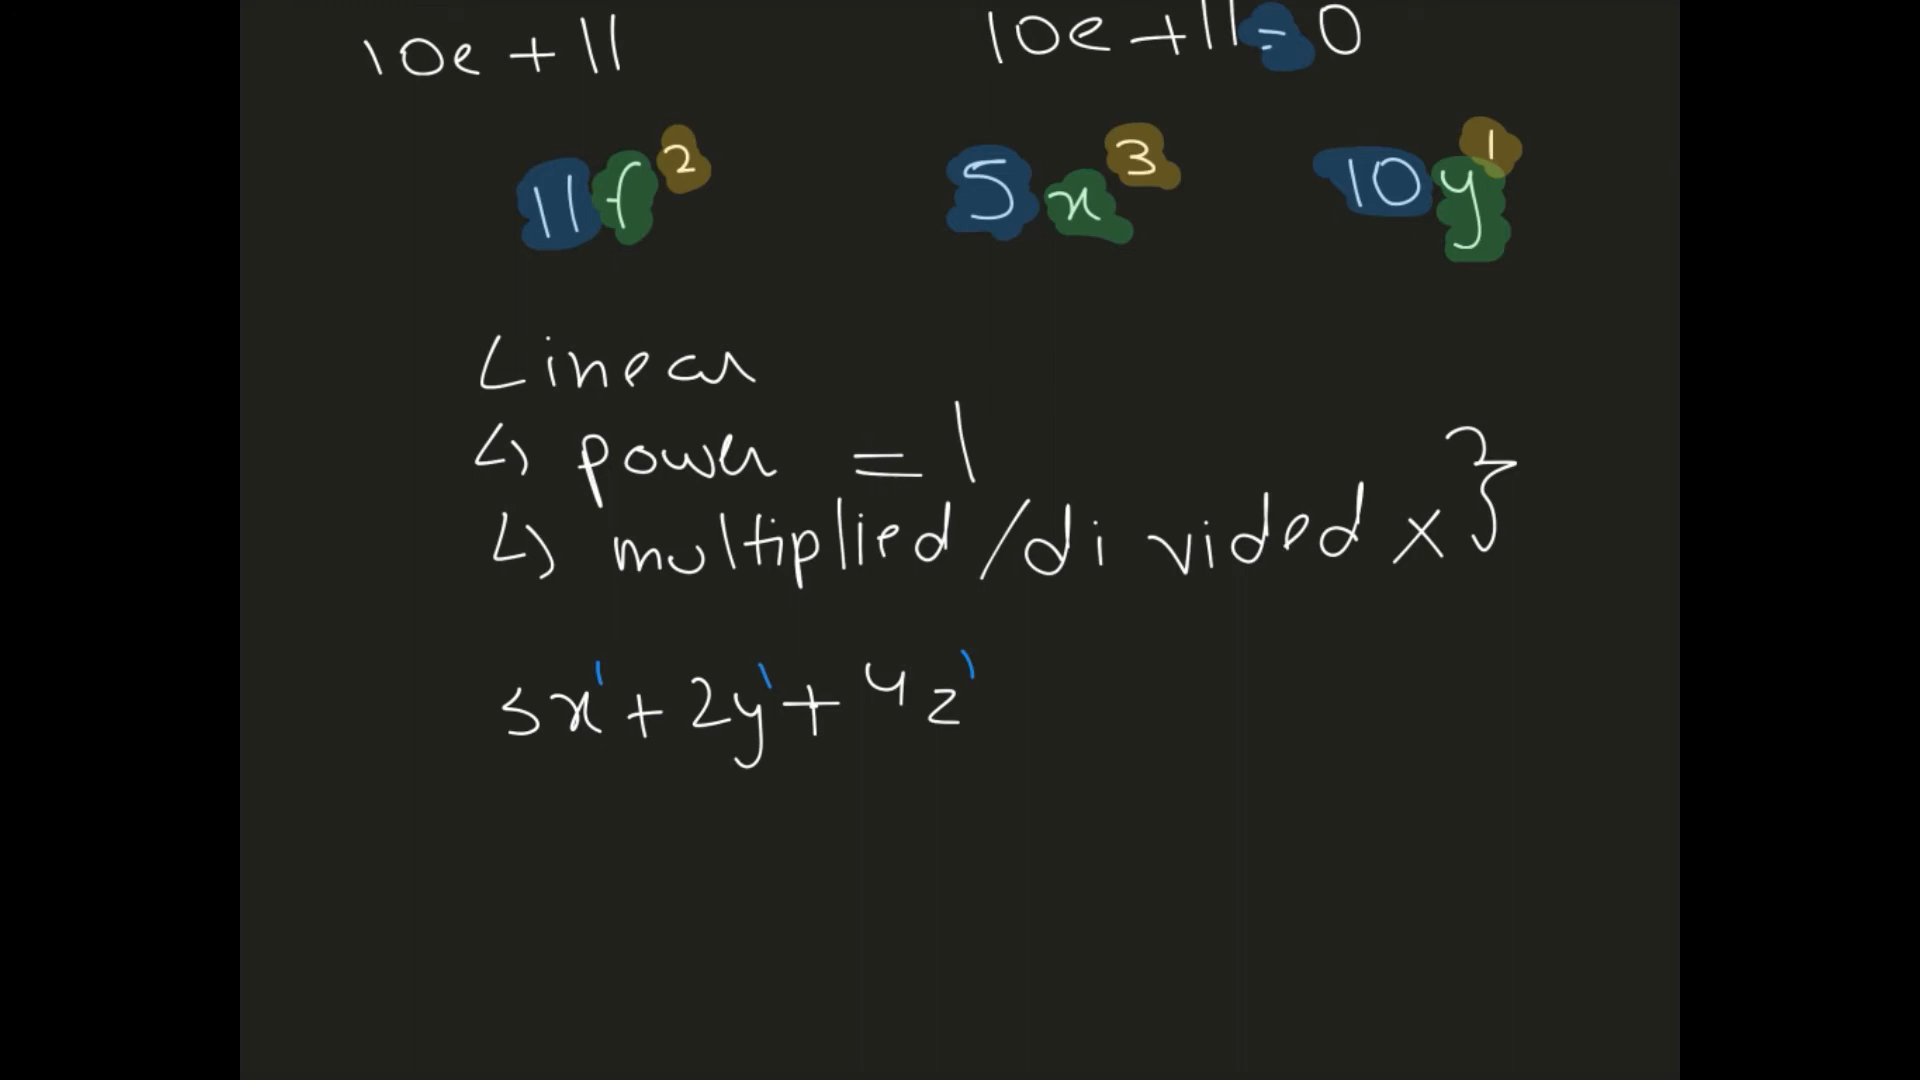 10e + 11 10e + 11 = 0
11f² 5x³ 10y¹
Linear
↳ power = 1
↳ multiplied/divided × }
5x¹ + 2y¹ + 4z¹